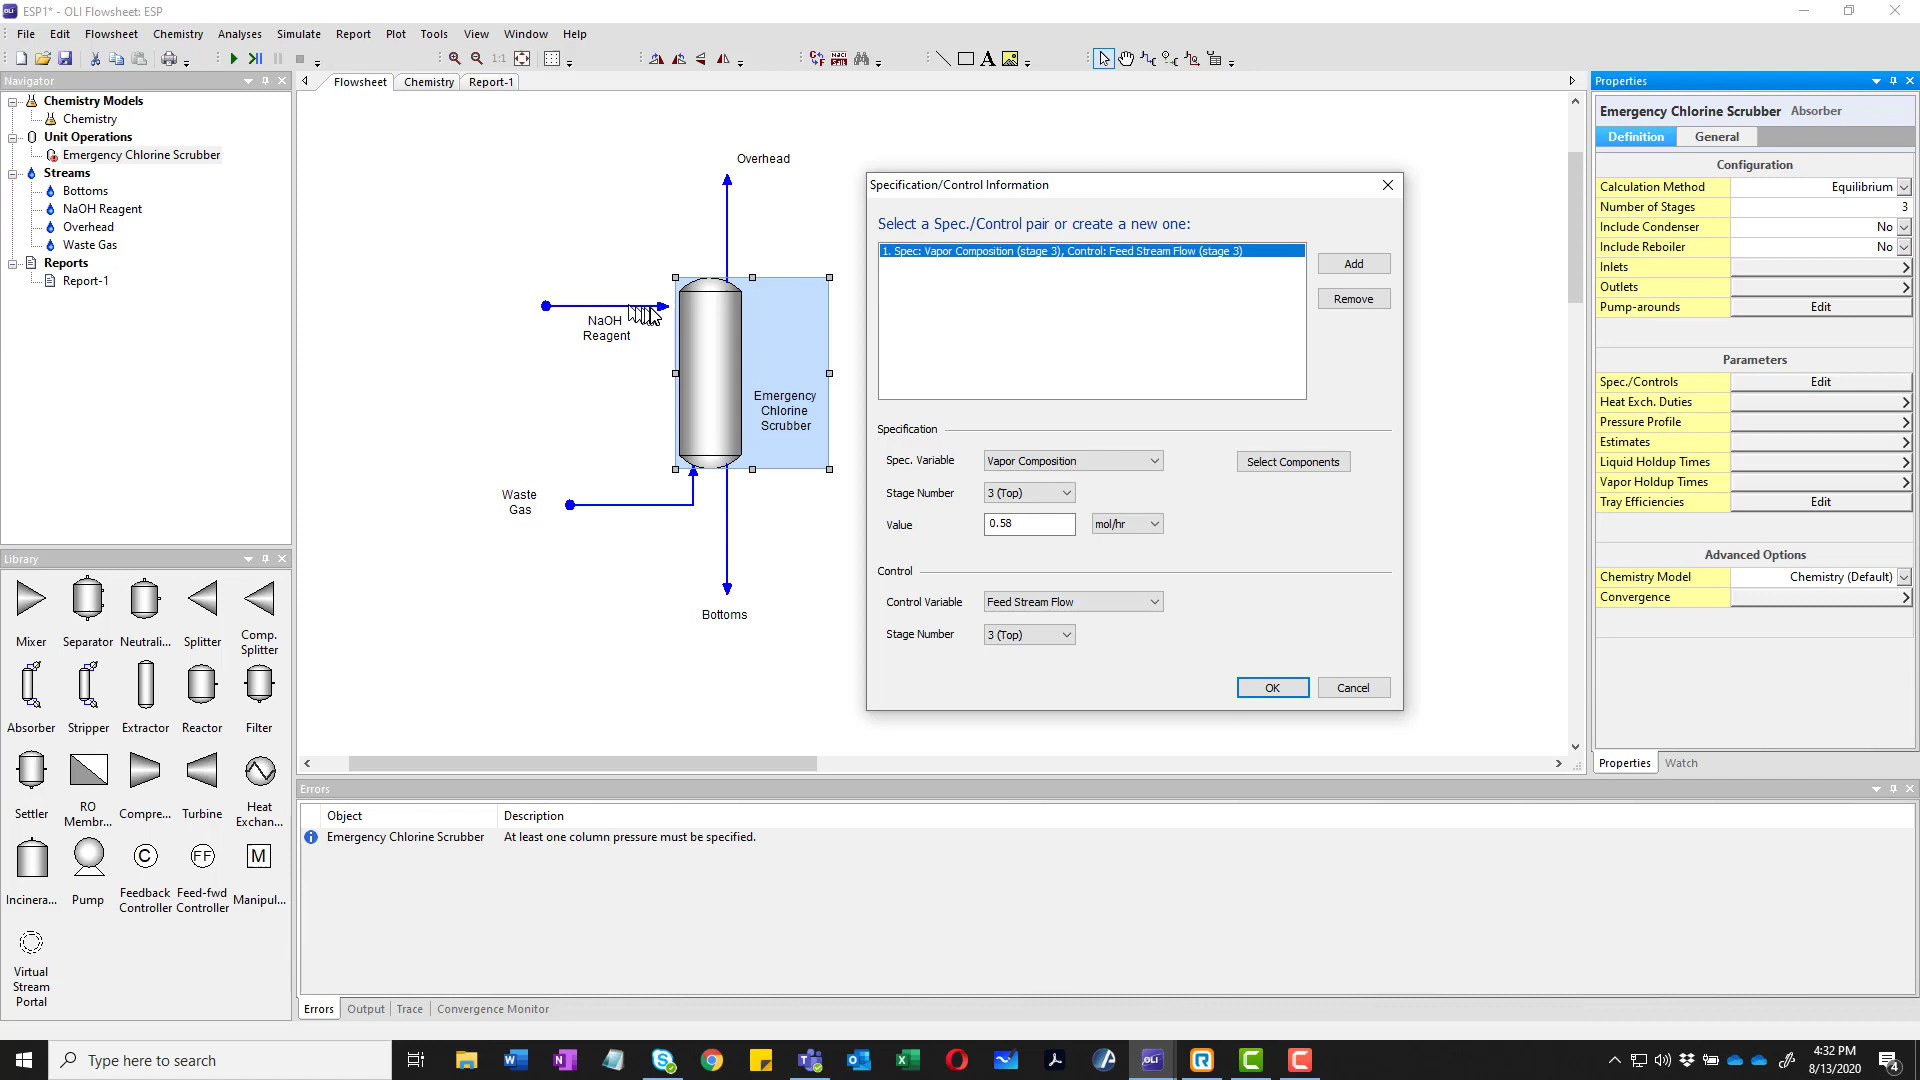 ESP1* - OLI Flowsheet: ESP
File Edit Flowsheet Chemistry Analyses Simulate Report Plot Tools View Window Help
1:1
Navigator
Chemistry Models
Chemistry
Unit Operations
Emergency Chlorine Scrubber
Streams
Bottoms
NaOH Reagent
Overhead
Waste Gas
Reports
Report-1
Library
Mixer
Separator
Neutrali...
Splitter
Comp.
Splitter
Absorber
Stripper
Extractor
Reactor
Filter
Settler
RO
Membr...
Compre...
Turbine
Heat
Exchan...
Incinera...
Pump
C
Feedback
Controller
FF
Feed-fwd
Controller
M
Manipul...
Virtual
Stream
Portal
Flowsheet Chemistry Report-1
Overhead
NaOH
Reagent
Emergency
Chlorine
Scrubber
Waste
Gas
Bottoms
Specification/Control Information
Select a Spec./Control pair or create a new one:
1. Spec: Vapor Composition (stage 3), Control: Feed Stream Flow (stage 3)
Add
Remove
Specification
Spec. Variable Vapor Composition Select Components
Stage Number 3 (Top)
Value 0.58 mol/hr
Control
Control Variable Feed Stream Flow
Stage Number 3 (Top)
OK Cancel
Properties
Emergency Chlorine Scrubber Absorber
Definition General
Configuration
Calculation Method Equilibrium
Number of Stages 3
Include Condenser No
Include Reboiler No
Inlets
Outlets
Pump-arounds Edit
Parameters
Spec./Controls Edit
Heat Exch. Duties
Pressure Profile
Estimates
Liquid Holdup Times
Vapor Holdup Times
Tray Efficiencies Edit
Advanced Options
Chemistry Model Chemistry (Default)
Convergence
Properties Watch
Errors
Object Description
Emergency Chlorine Scrubber At least one column pressure must be specified.
Errors Output Trace Convergence Monitor
Type here to search
4:32 PM
8/13/2020
4